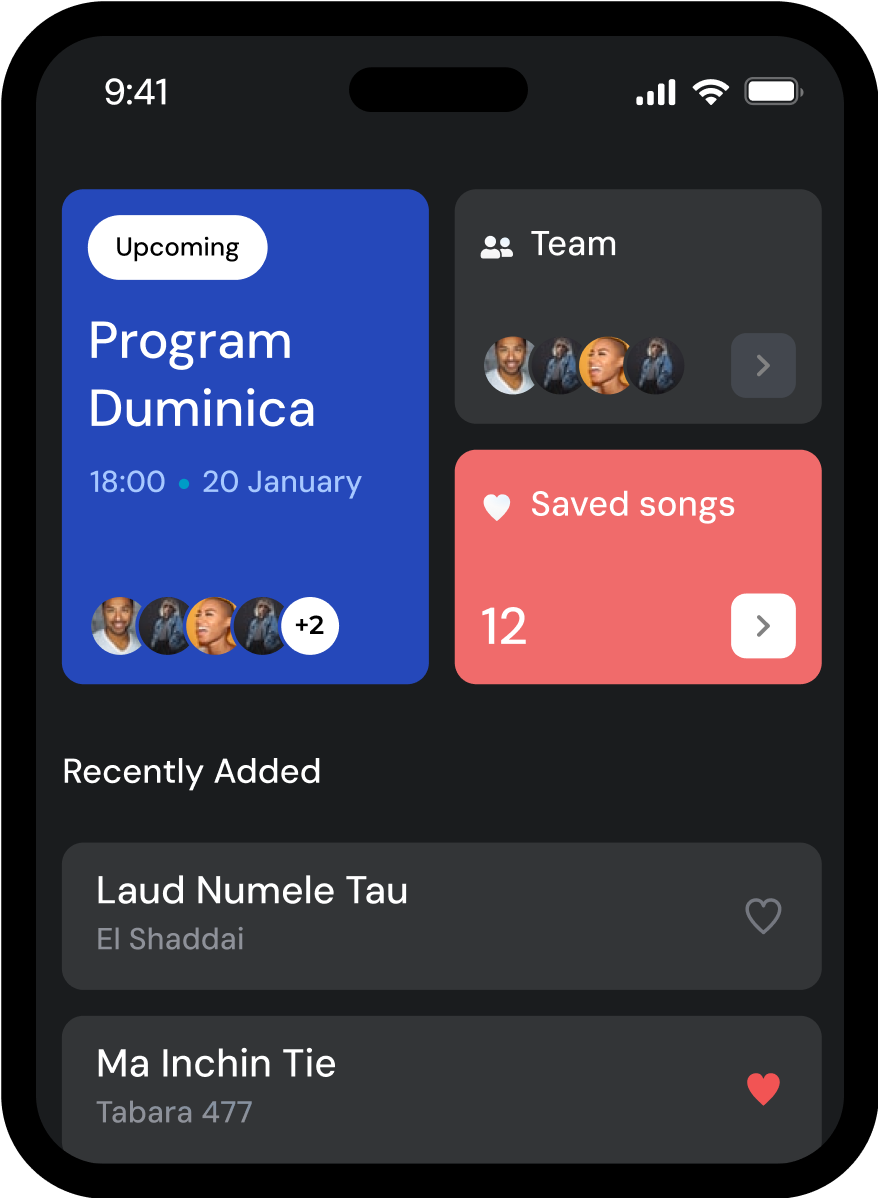 9:41
Upcoming
Program
Duminica
18:00 • 20 January
+2
Team
Saved songs
12
Recently Added
Laud Numele Tau
El Shaddai
Ma Inchin Tie
Tabara 477